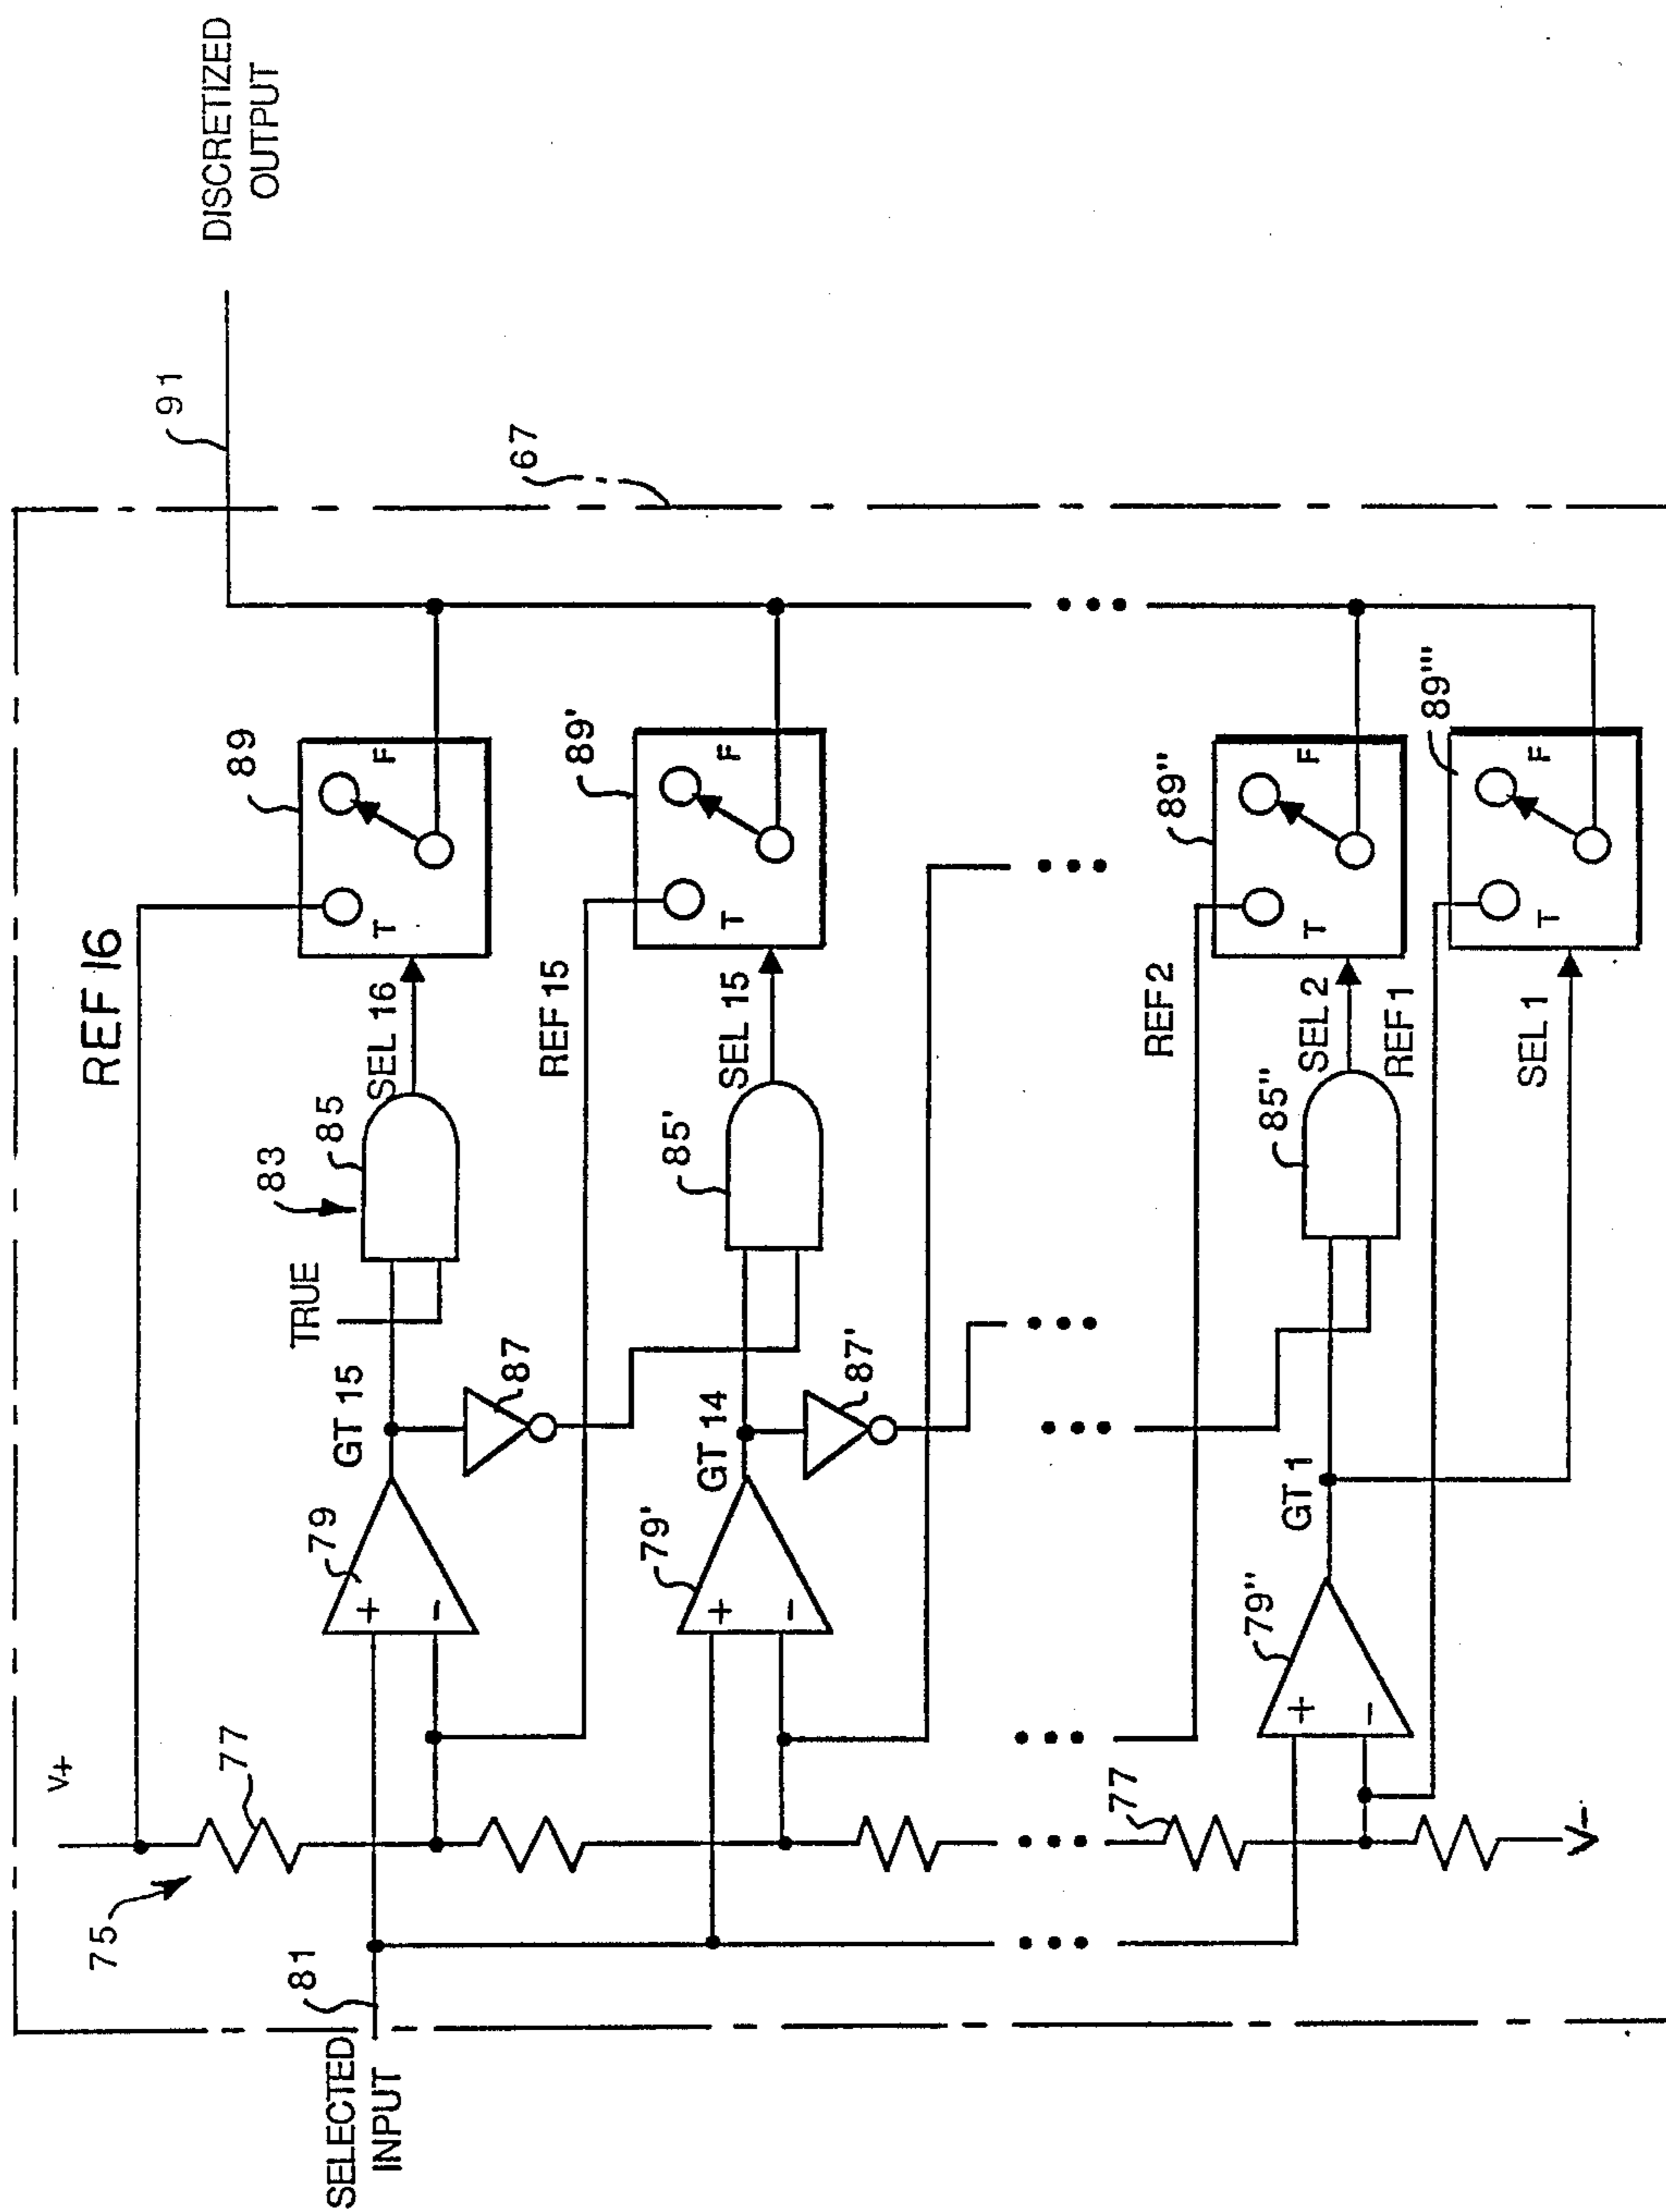 DISCRETIZED
OUTPUT
91
67
REF 16
89
T
F
SEL 16
83
85
TRUE
GT 15
79
+
−
87
V+
77
75
81
SELECTED
INPUT
REF 15
89'
T
F
SEL 15
85'
GT 14
79'
+
−
87'
REF 2
89"
T
F
SEL 2
85"
REF 1
GT 1
79"
+
−
77
89"'
T
F
SEL 1
V-